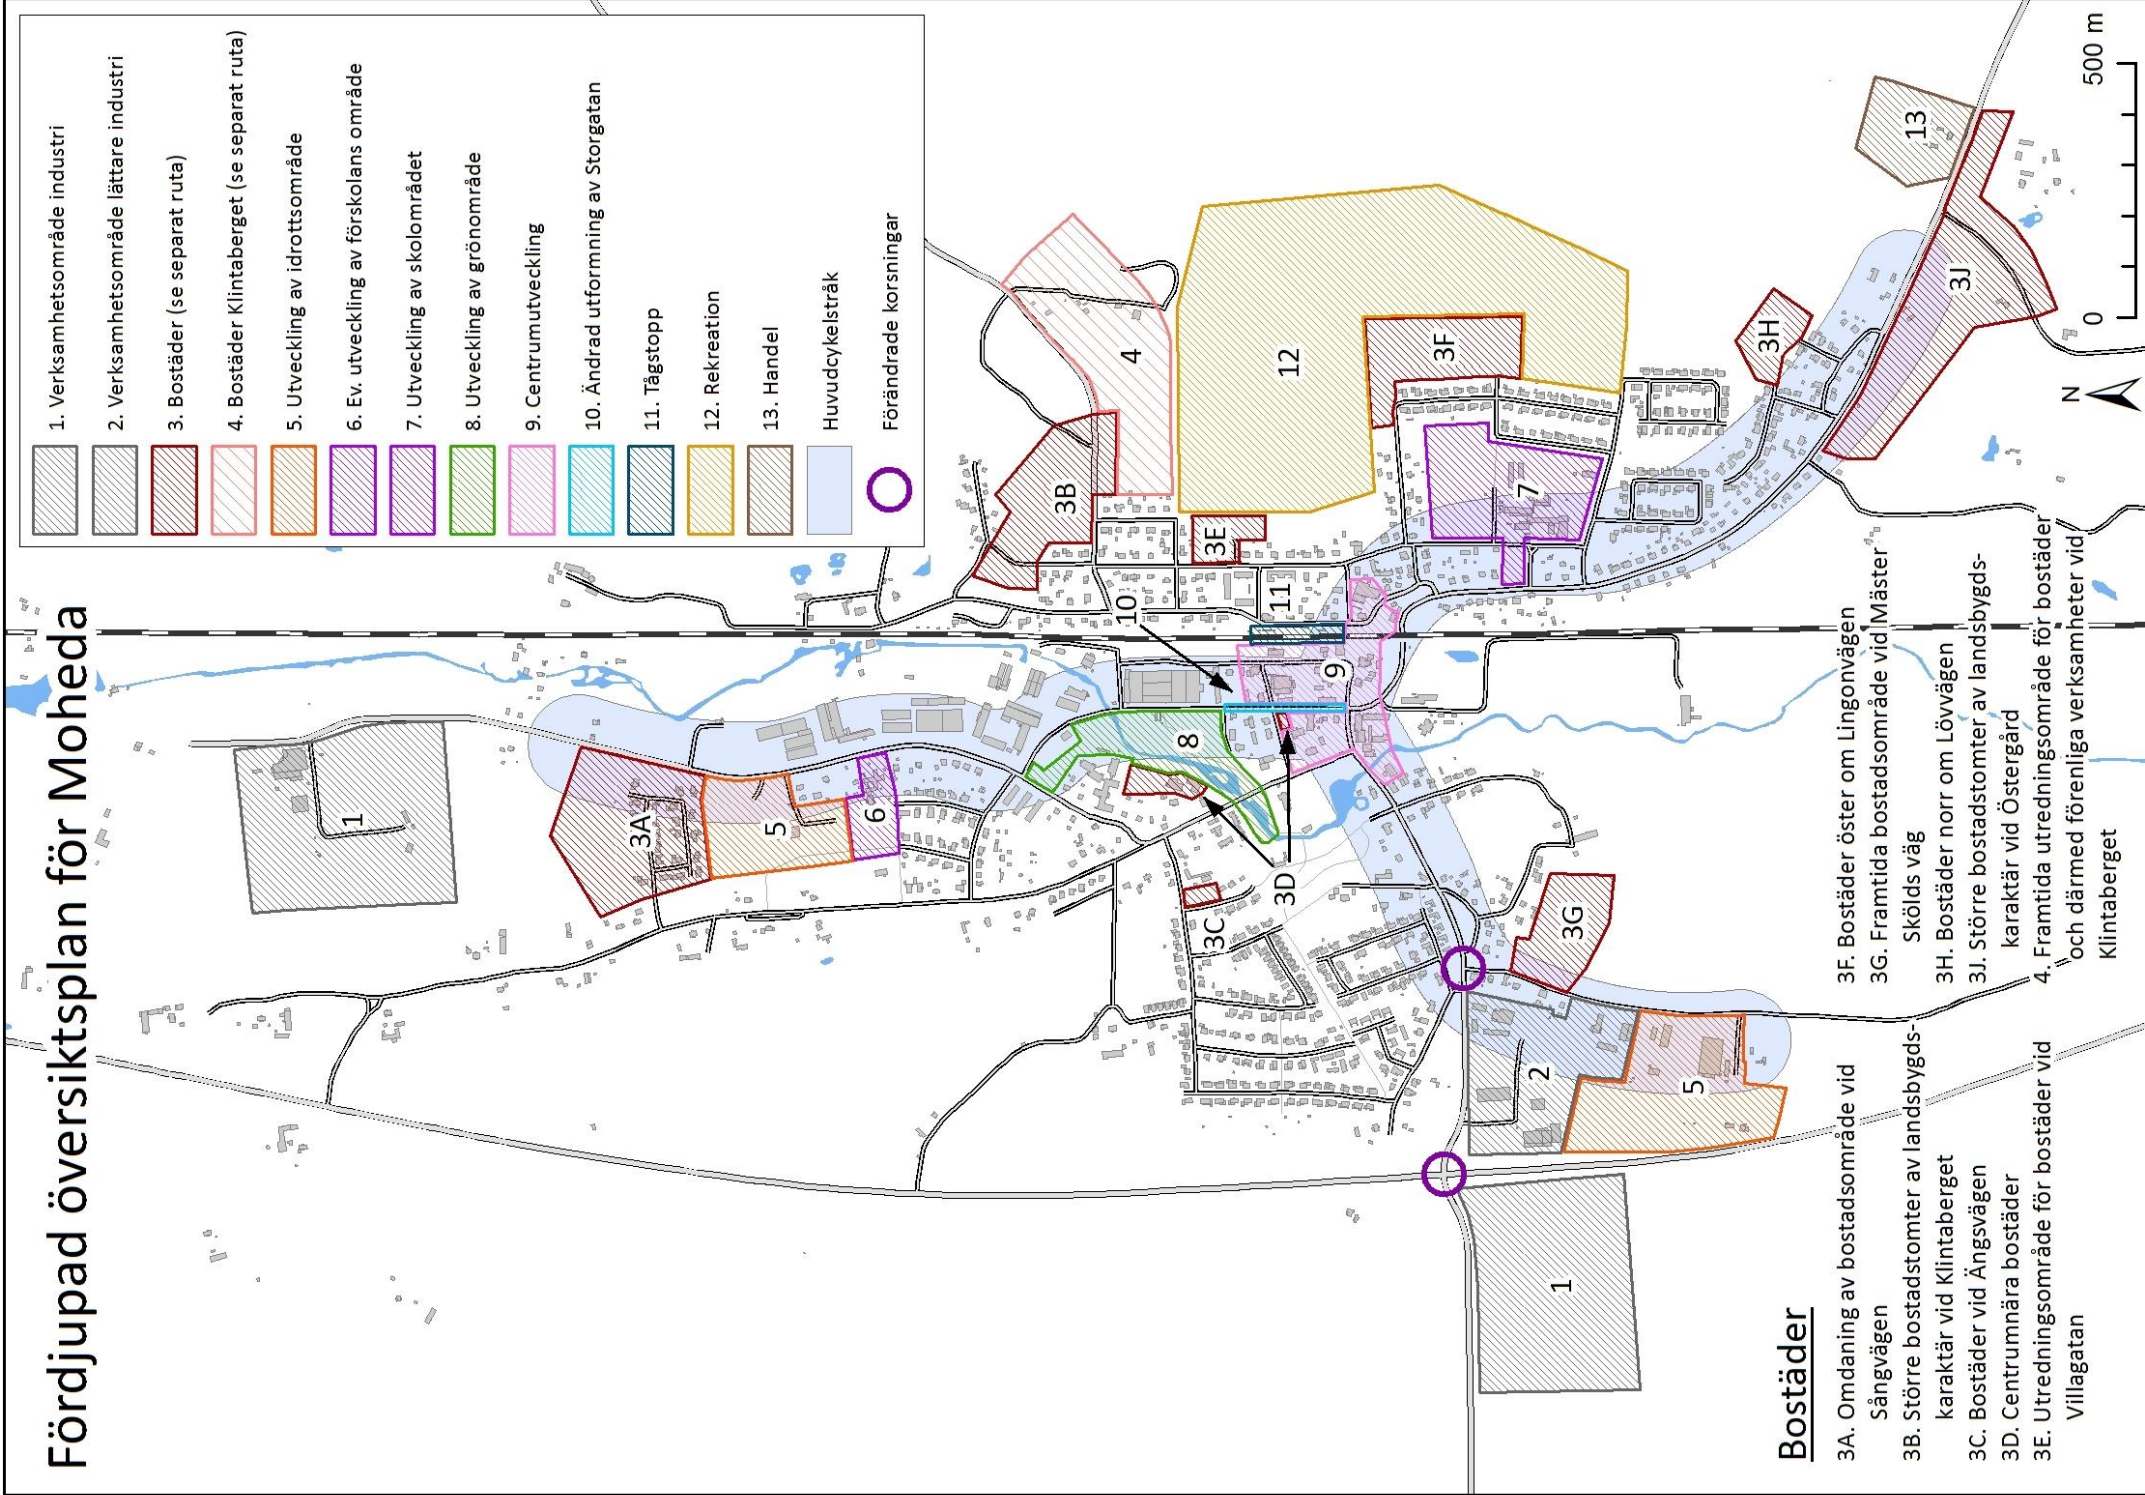 Fördjupad översiktsplan för Moheda
1. Verksamhetsområde industri
2. Verksamhetsområde lättare industri
3. Bostäder (se separat ruta)
4. Bostäder Klintaberget (se separat ruta)
5. Utveckling av idrottsområde
6. Ev. utveckling av förskolans område
7. Utveckling av skolområdet
8. Utveckling av grönområde
9. Centrumutveckling
10. Ändrad utformning av Storgatan
11. Tågstopp
12. Rekreation
13. Handel
Huvudcykelstråk
Förändrade korsningar
1
3A
5
6
3B
4
8
10
3E
3C
3D
11
12
9
3F
7
2
3G
1
5
3H
3J
13
N
0
500 m
Bostäder
3A. Omdaning av bostadsområde vid
Sångvägen
3B. Större bostadstomter av landsbygds-
karaktär vid Klintaberget
3C. Bostäder vid Ängsvägen
3D. Centrumnära bostäder
3E. Utredningsområde för bostäder vid
Villagatan
3F. Bostäder öster om Lingonvägen
3G. Framtida bostadsområde vid Mäster
Skölds väg
3H. Bostäder norr om Lövvägen
3J. Större bostadstomter av landsbygds-
karaktär vid Östergård
4. Framtida utredningsområde för bostäder
och därmed förenliga verksamheter vid
Klintaberget